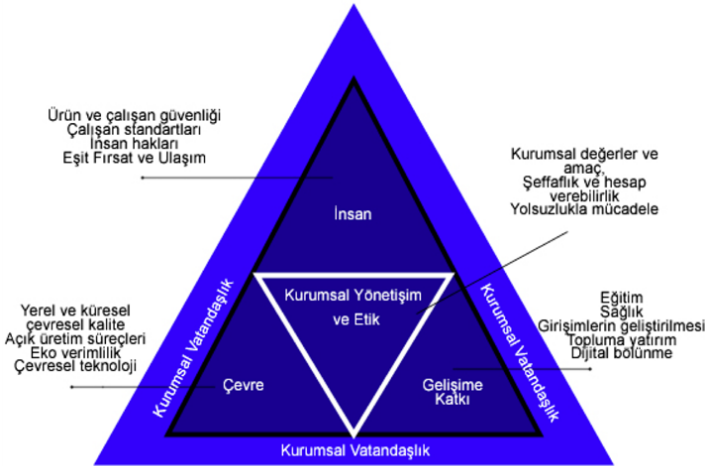 Ürün ve çalışan güvenliği
Çalışan standartları
İnsan hakları
Eşit Fırsat ve Ulaşım
Kurumsal değerler ve
amaç,
Şeffaflık ve hesap
verebilirlik
Yolsuzlukla mücadele
İnsan
Kurumsal Yönetişim
ve Etik
Yerel ve küresel
çevresel kalite
Açık üretim süreçleri
Eko verimlilik
Çevresel teknoloji
Eğitim
Sağlık
Girişimlerin geliştirilmesi
Topluma yatırım
Dijital bölünme
Kurumsal Vatandaşlık
Kurumsal Vatandaşlık
Çevre
Gelişime
Katkı
Kurumsal Vatandaşlık